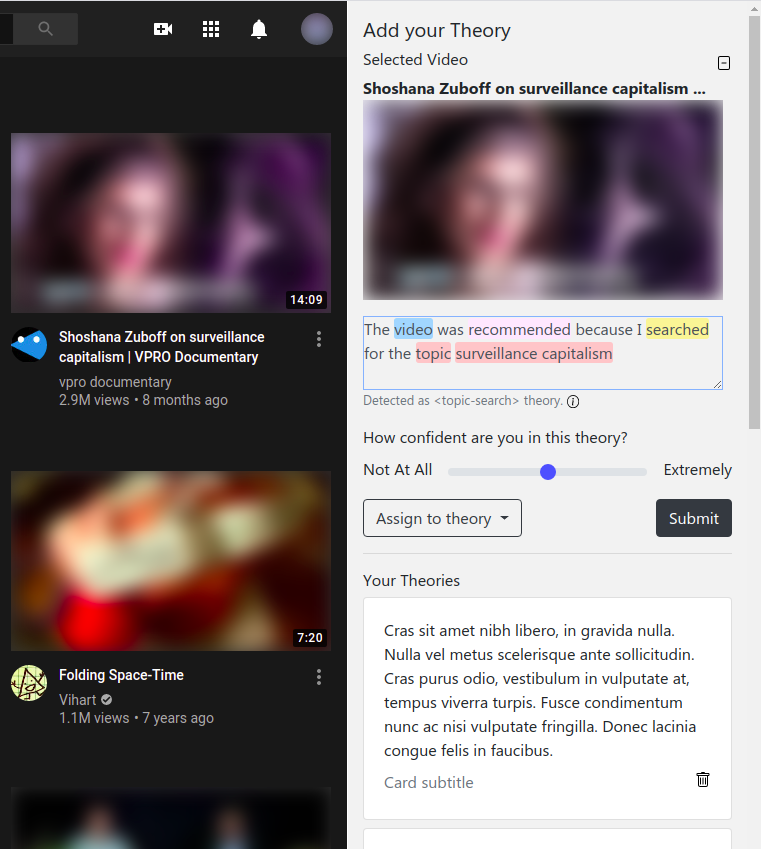 14:09
Shoshana Zuboff on surveillance
capitalism | VPRO Documentary
vpro documentary
2.9M views • 8 months ago
7:20
Folding Space-Time
Vihart
1.1M views • 7 years ago
Add your Theory
Selected Video
Shoshana Zuboff on surveillance capitalism ...
The video was recommended because I searched
for the topic surveillance capitalism
Detected as <topic-search> theory.
How confident are you in this theory?
Not At All Extremely
Assign to theory Submit
Your Theories
Cras sit amet nibh libero, in gravida nulla.
Nulla vel metus scelerisque ante sollicitudin.
Cras purus odio, vestibulum in vulputate at,
tempus viverra turpis. Fusce condimentum
nunc ac nisi vulputate fringilla. Donec lacinia
congue felis in faucibus.
Card subtitle